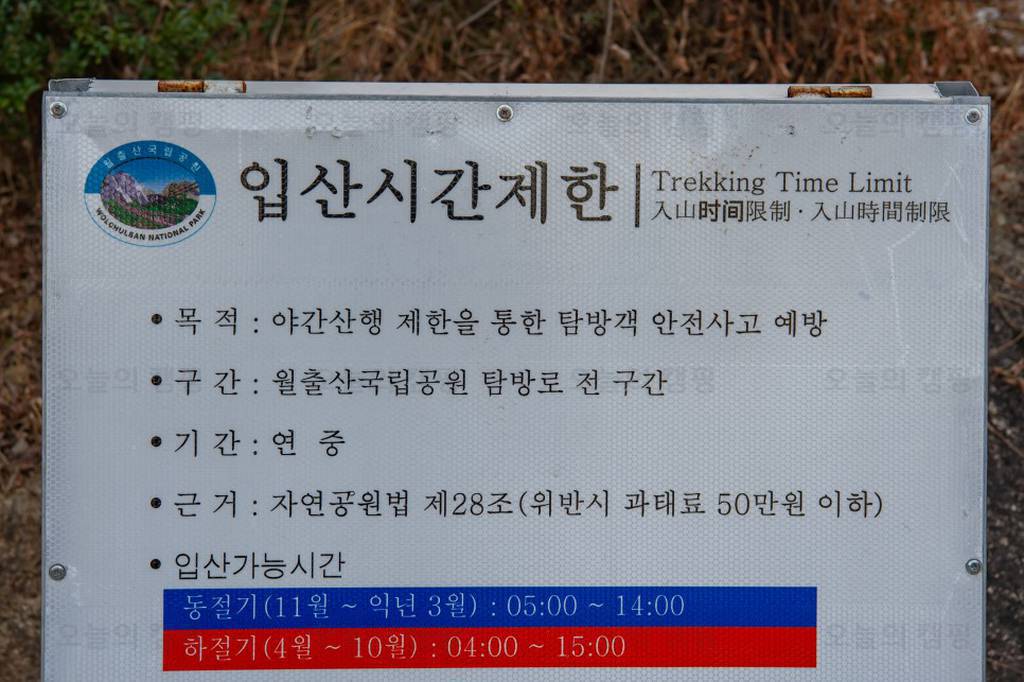 월출산국립공원
WOLCHULSAN NATIONAL PARK
입산시간제한
Trekking Time Limit
入山时间限制 · 入山時間制限
• 목 적 : 야간산행 제한을 통한 탐방객 안전사고 예방
• 구 간 : 월출산국립공원 탐방로 전 구간
• 기 간 : 연 중
• 근 거 : 자연공원법 제28조(위반시 과태료 50만원 이하)
• 입산가능시간
동절기(11월 ~ 익년 3월) : 05:00 ~ 14:00
하절기(4월 ~ 10월) : 04:00 ~ 15:00
오늘의 캠핑